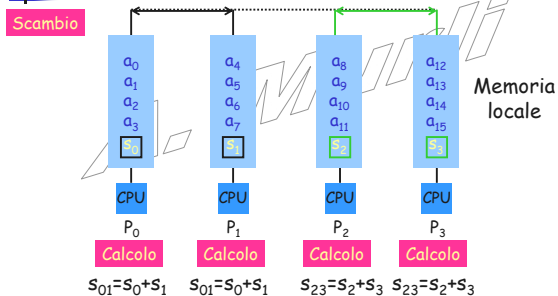 Scambio
a0 a4 a8 a12
a1 a5 a9 a13
a2 a6 a10 a14
a3 a7 a11 a15
s0 s1 s2 s3
Memoria
locale
A. Murli
CPU CPU CPU CPU
P0 P1 P2 P3
Calcolo Calcolo Calcolo Calcolo
s01=s0+s1 s01=s0+s1 s23=s2+s3 s23=s2+s3